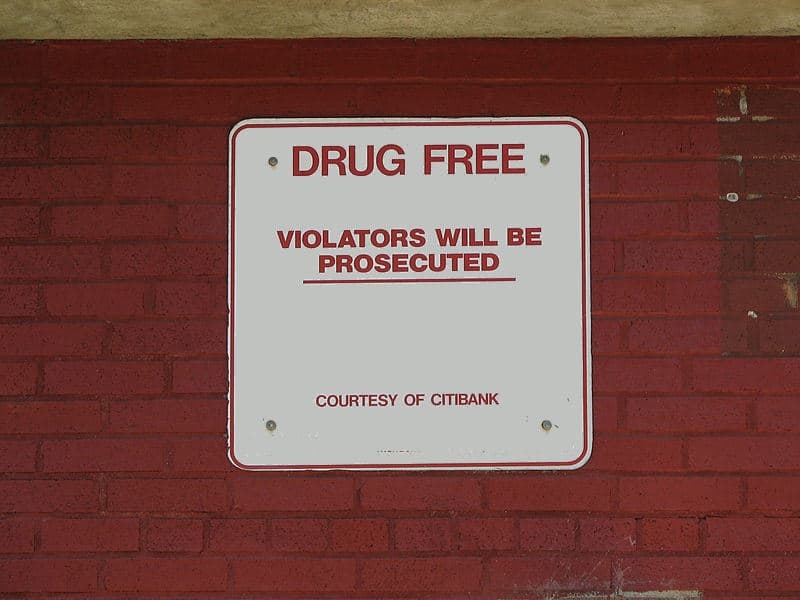 DRUG FREE
VIOLATORS WILL BE
PROSECUTED
COURTESY OF CITIBANK